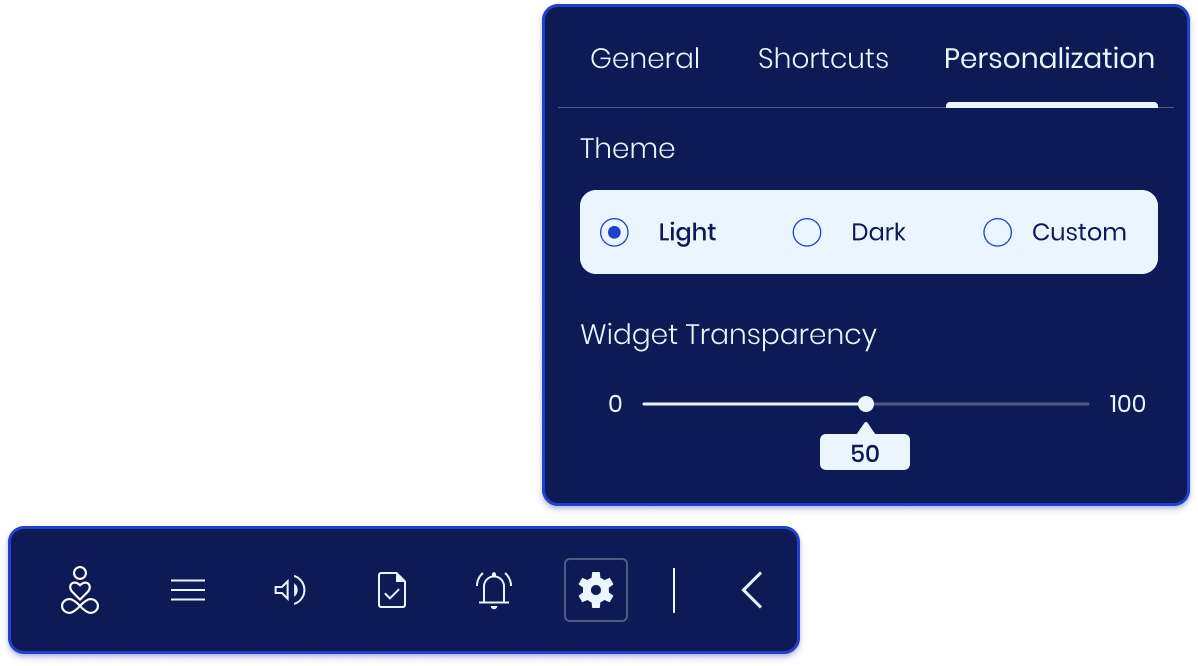 General Shortcuts Personalization
Theme
Light Dark Custom
Widget Transparency
0 100
50